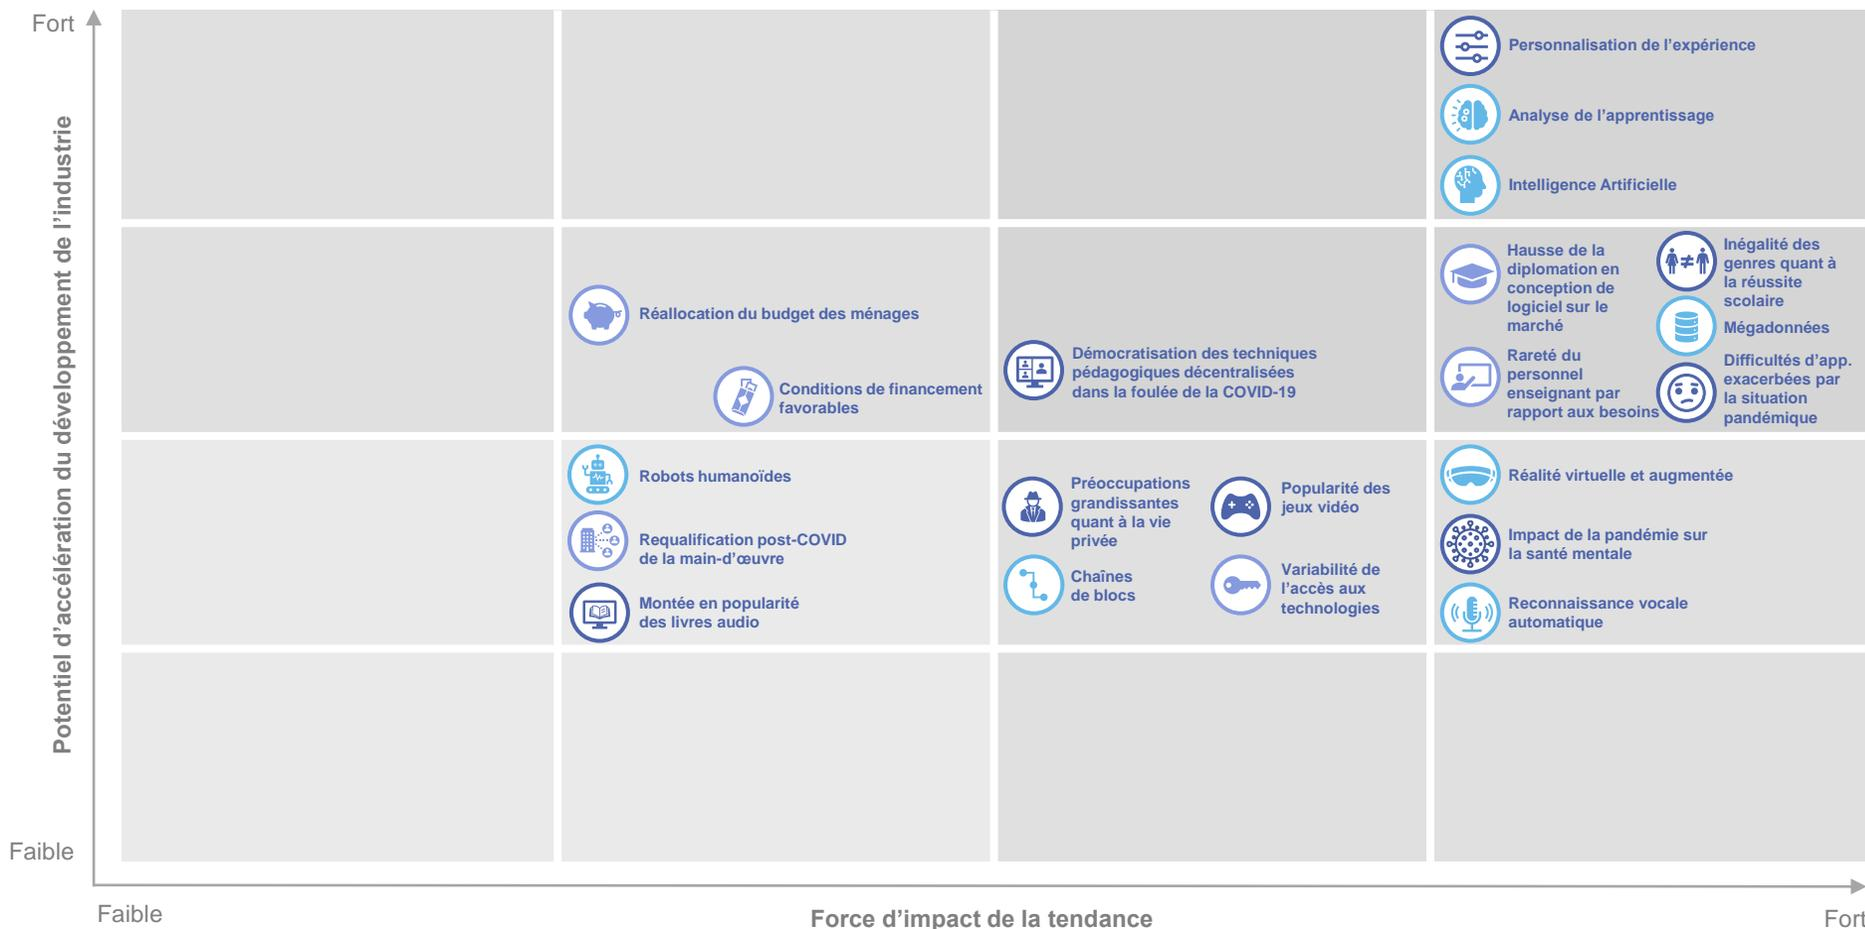 Fort
Potentiel d'accélération du développement de l'industrie
Faible
Personnalisation de l'expérience
Analyse de l'apprentissage
Intelligence Artificielle
Réallocation du budget des ménages
Conditions de financement
favorables
Démocratisation des techniques
pédagogiques décentralisées
dans la foulée de la COVID-19
Hausse de la
diplomation en
conception de
logiciel sur le
marché
Rareté du
personnel
enseignant par
rapport aux besoins
Inégalité des
genres quant à
la réussite
scolaire
Mégadonnées
Difficultés d'app.
exacerbées par
la situation
pandémique
Robots humanoïdes
Requalification post-COVID
de la main-d'œuvre
Montée en popularité
des livres audio
Préoccupations
grandissantes
quant à la vie
privée
Chaînes
de blocs
Popularité des
jeux vidéo
Variabilité de
l'accès aux
technologies
Réalité virtuelle et augmentée
Impact de la pandémie sur
la santé mentale
Reconnaissance vocale
automatique
Faible
Force d'impact de la tendance
Fort